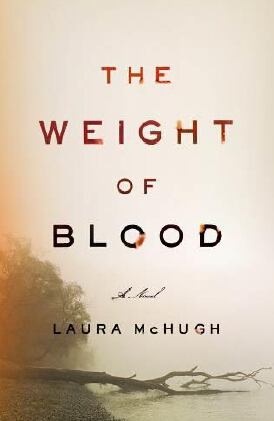 THE
WEIGHT
OF
BLOOD
A Novel
LAURA McHUGH